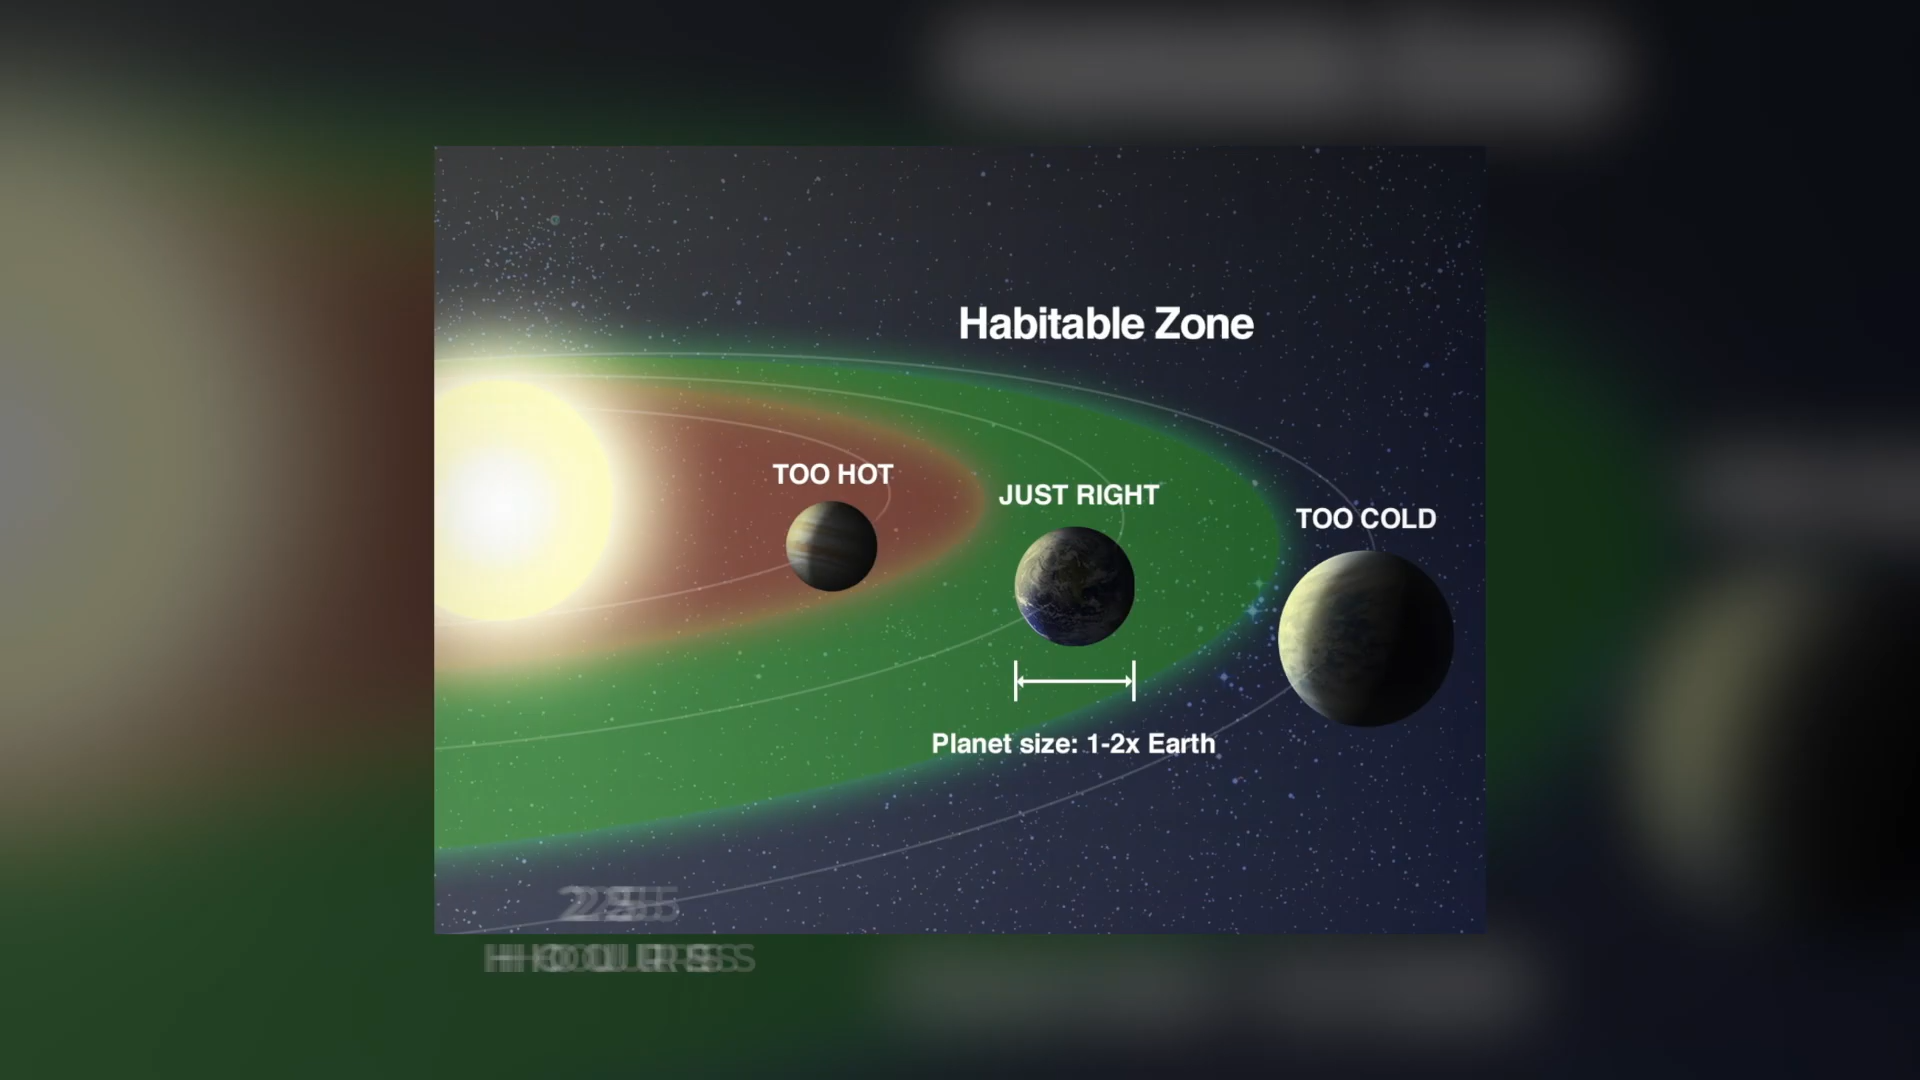 Habitable Zone
TOO HOT
JUST RIGHT
TOO COLD
Planet size: 1-2x Earth